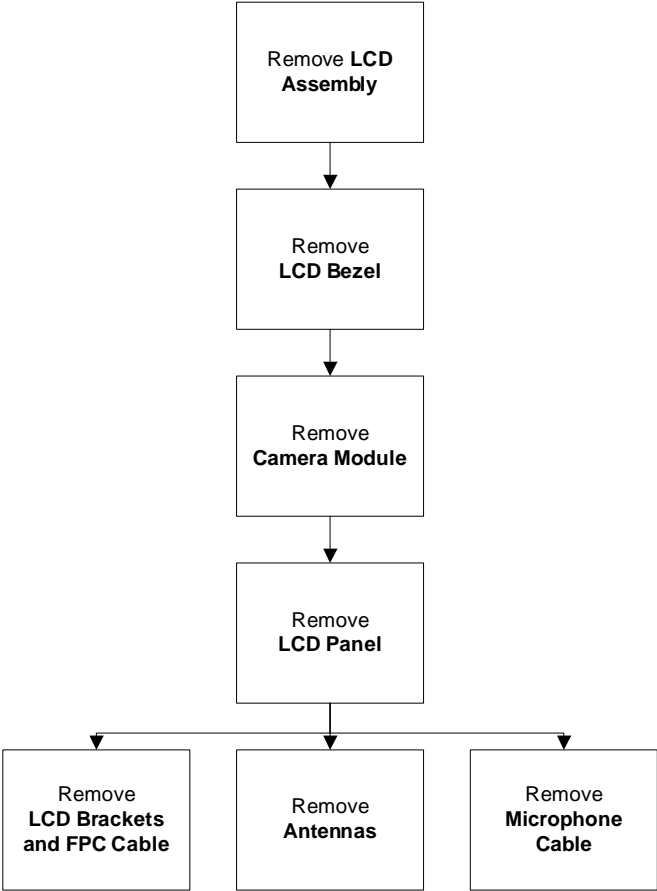 Remove LCD
Assembly
Remove
LCD Bezel
Remove
Camera Module
Remove
LCD Panel
Remove
LCD Brackets
and FPC Cable
Remove
Antennas
Remove
Microphone
Cable